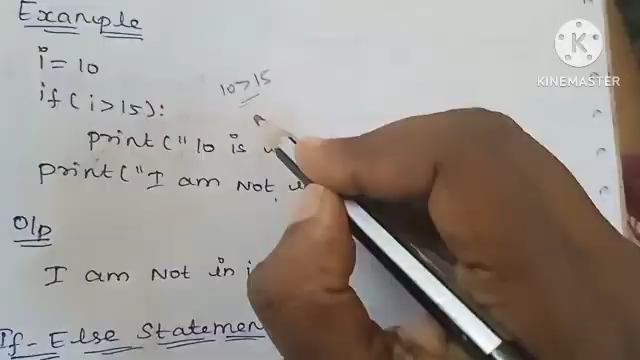 Example
i = 10
if (i > 15):
10 > 15
print ("10 is
print ("I am Not
O/p
I am Not in
If - Else Statemen
K
KINEMASTER